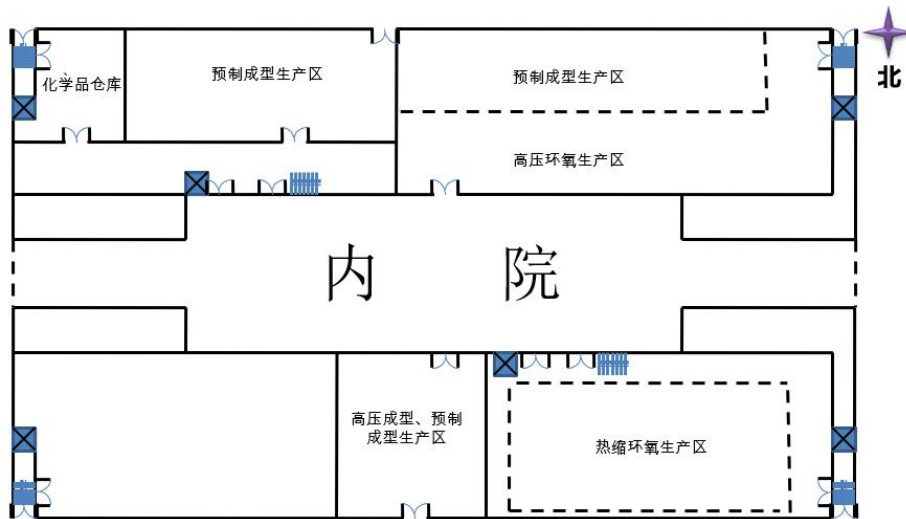 北
化学品仓库
预制成型生产区
预制成型生产区
高压环氧生产区
内 院
高压成型、预制
成型生产区
热缩环氧生产区